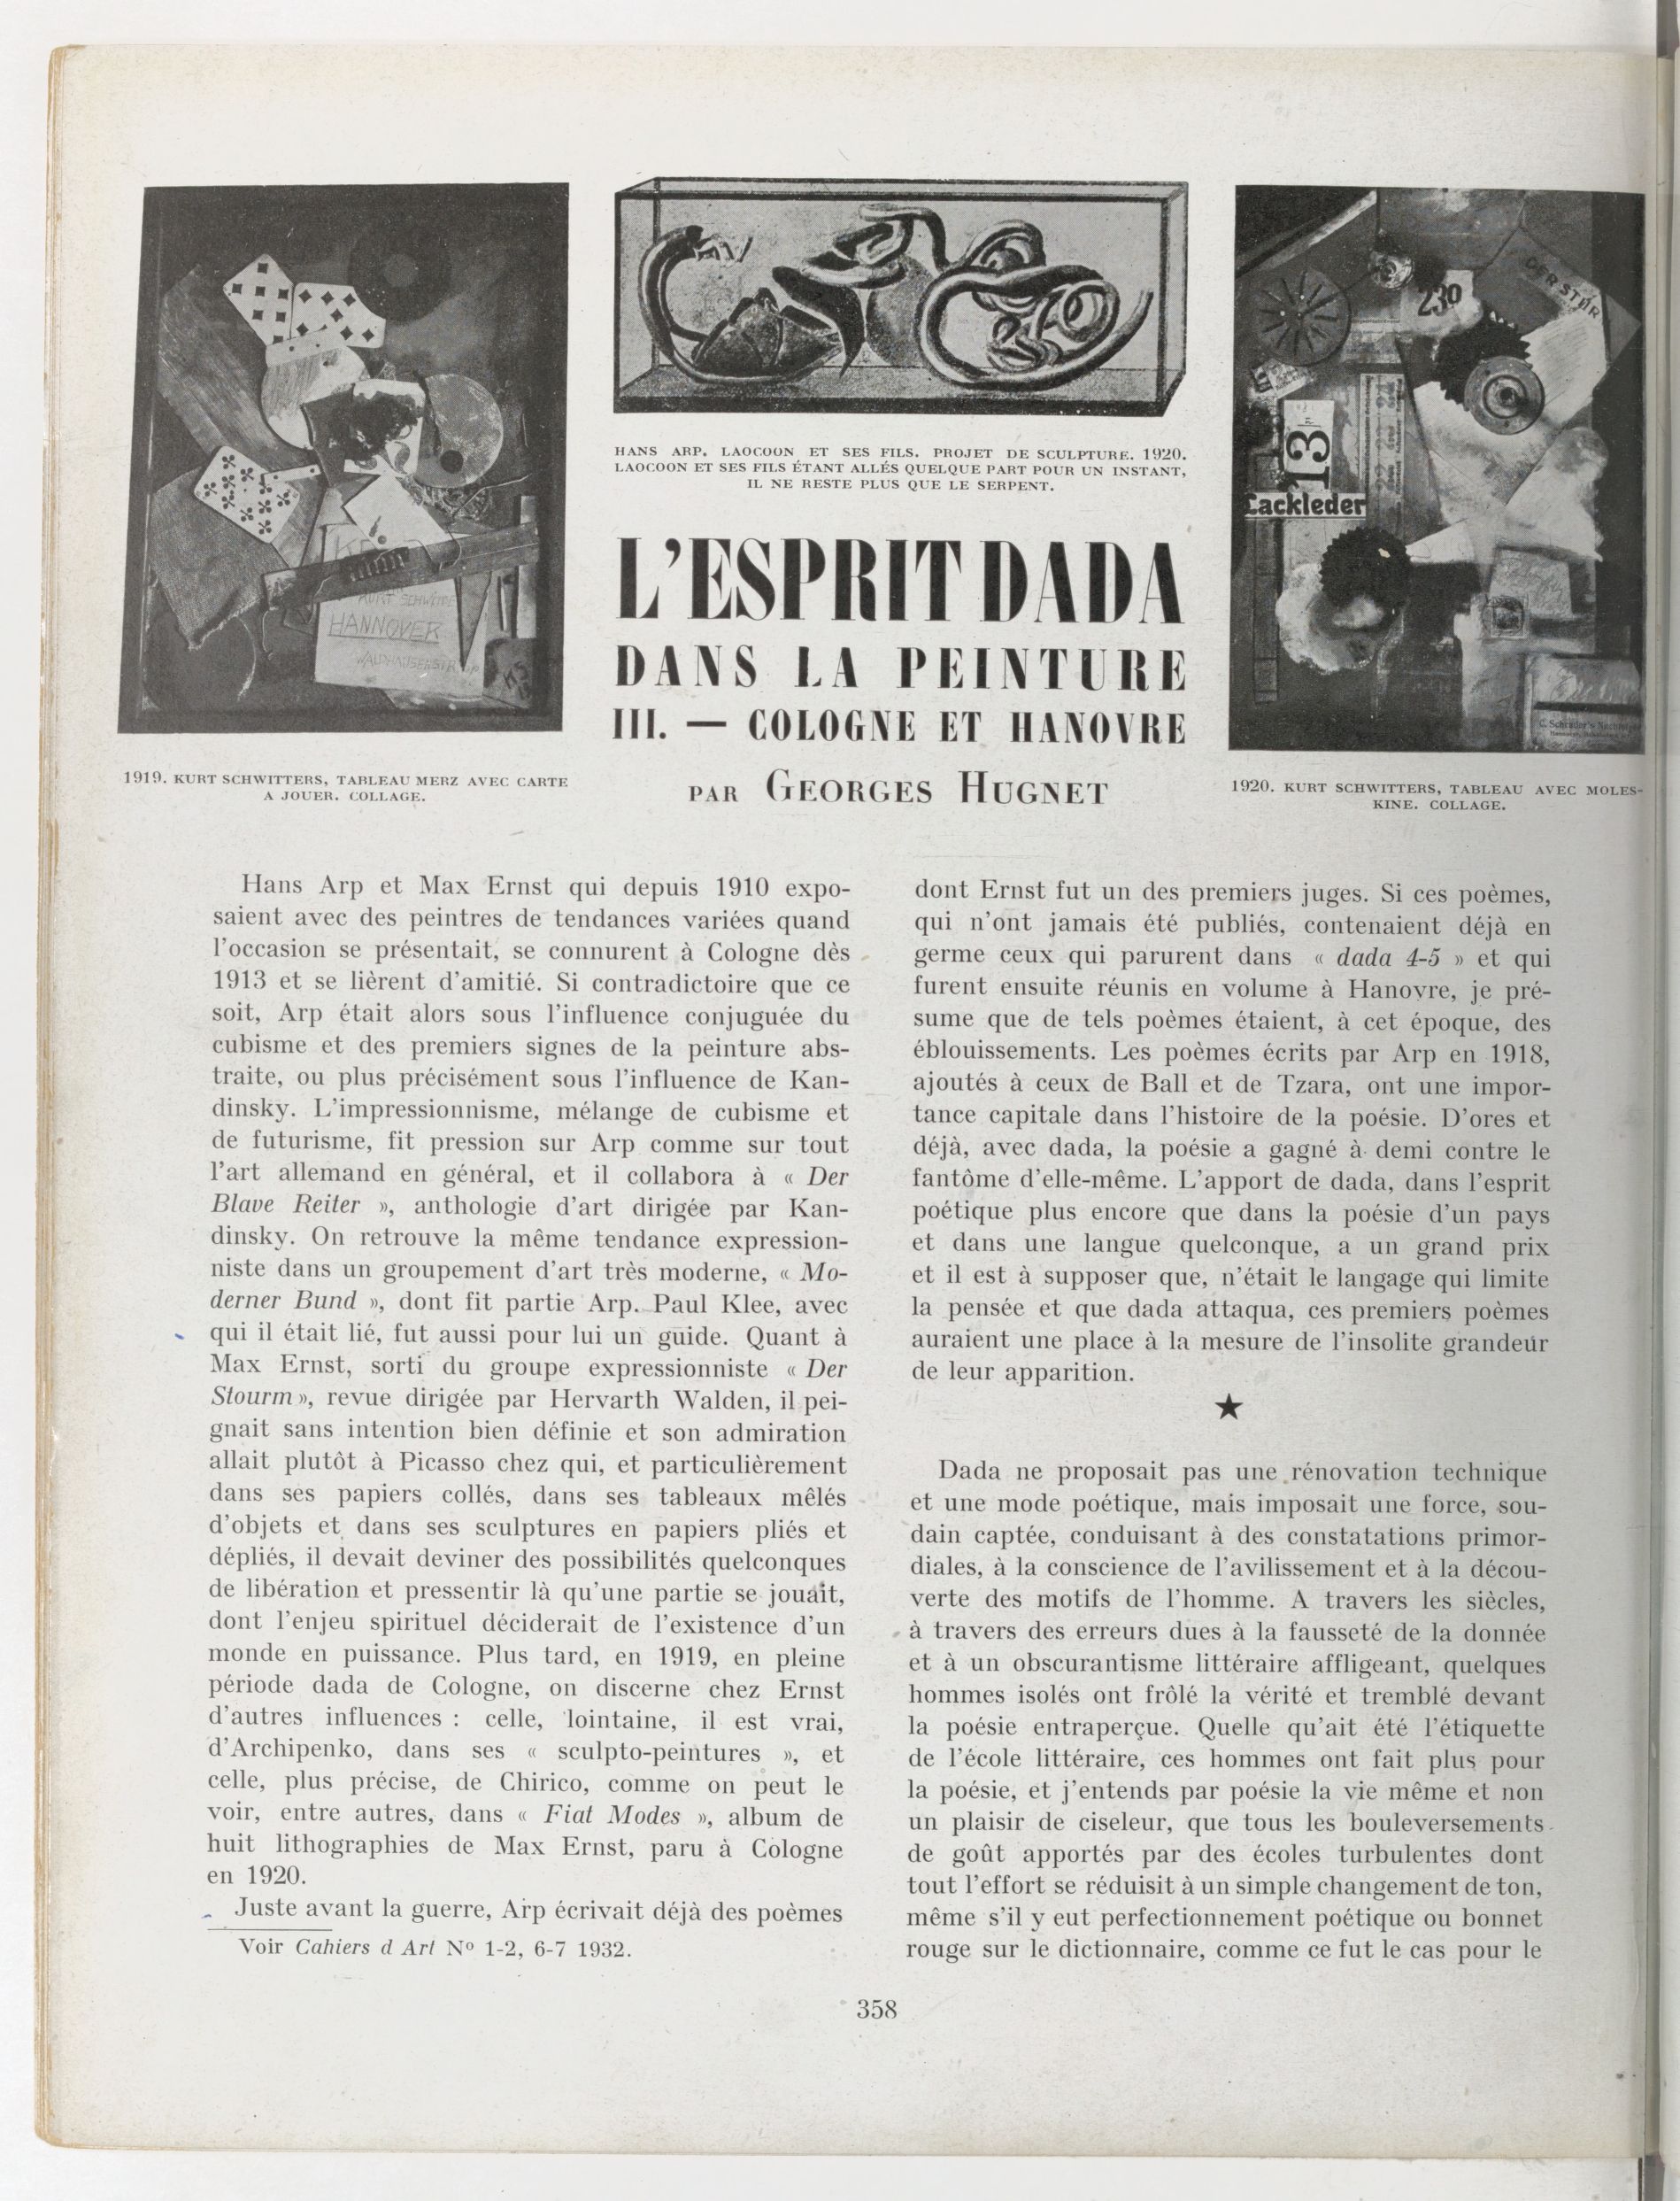 HANS ARP. LAOCOON ET SES FILS. PROJET DE SCULPTURE. 1920.
LAOCOON ET SES FILS ÉTANT ALLÉS QUELQUE PART POUR UN INSTANT,
IL NE RESTE PLUS QUE LE SERPENT.
KURT SCHWITTERS
HANNOVER
230
DER STUR
13
Lackleder
L'ESPRIT DADA
DANS LA PEINTURE
III. — COLOGNE ET HANOVRE
PAR GEORGES HUGNET
1919. KURT SCHWITTERS, TABLEAU MERZ AVEC CARTE
A JOUER. COLLAGE.
1920. KURT SCHWITTERS, TABLEAU AVEC MOLES-
KINE. COLLAGE.
Hans Arp et Max Ernst qui depuis 1910 expo-
saient avec des peintres de tendances variées quand
l'occasion se présentait, se connurent à Cologne dès
1913 et se lièrent d'amitié. Si contradictoire que ce
soit, Arp était alors sous l'influence conjuguée du
cubisme et des premiers signes de la peinture abs-
traite, ou plus précisément sous l'influence de Kan-
dinsky. L'impressionnisme, mélange de cubisme et
de futurisme, fit pression sur Arp comme sur tout
l'art allemand en général, et il collabora à « Der
Blave Reiter », anthologie d'art dirigée par Kan-
dinsky. On retrouve la même tendance expression-
niste dans un groupement d'art très moderne, « Mo-
derner Bund », dont fit partie Arp. Paul Klee, avec
qui il était lié, fut aussi pour lui un guide. Quant à
Max Ernst, sorti du groupe expressionniste « Der
Stourm », revue dirigée par Hervarth Walden, il pei-
gnait sans intention bien définie et son admiration
allait plutôt à Picasso chez qui, et particulièrement
dans ses papiers collés, dans ses tableaux mêlés
d'objets et dans ses sculptures en papiers pliés et
dépliés, il devait deviner des possibilités quelconques
de libération et pressentir là qu'une partie se jouait,
dont l'enjeu spirituel déciderait de l'existence d'un
monde en puissance. Plus tard, en 1919, en pleine
période dada de Cologne, on discerne chez Ernst
d'autres influences : celle, lointaine, il est vrai,
d'Archipenko, dans ses « sculpto-peintures », et
celle, plus précise, de Chirico, comme on peut le
voir, entre autres, dans « Fiat Modes », album de
huit lithographies de Max Ernst, paru à Cologne
en 1920.
Juste avant la guerre, Arp écrivait déjà des poèmes
Voir Cahiers d Art Nº 1-2, 6-7 1932.
dont Ernst fut un des premiers juges. Si ces poèmes,
qui n'ont jamais été publiés, contenaient déjà en
germe ceux qui parurent dans « dada 4-5 » et qui
furent ensuite réunis en volume à Hanovre, je pré-
sume que de tels poèmes étaient, à cet époque, des
éblouissements. Les poèmes écrits par Arp en 1918,
ajoutés à ceux de Ball et de Tzara, ont une impor-
tance capitale dans l'histoire de la poésie. D'ores et
déjà, avec dada, la poésie a gagné à demi contre le
fantôme d'elle-même. L'apport de dada, dans l'esprit
poétique plus encore que dans la poésie d'un pays
et dans une langue quelconque, a un grand prix
et il est à supposer que, n'était le langage qui limite
la pensée et que dada attaqua, ces premiers poèmes
auraient une place à la mesure de l'insolite grandeur
de leur apparition.
★
Dada ne proposait pas une rénovation technique
et une mode poétique, mais imposait une force, sou-
dain captée, conduisant à des constatations primor-
diales, à la conscience de l'avilissement et à la décou-
verte des motifs de l'homme. A travers les siècles,
à travers des erreurs dues à la fausseté de la donnée
et à un obscurantisme littéraire affligeant, quelques
hommes isolés ont frôlé la vérité et tremblé devant
la poésie entraperçue. Quelle qu'ait été l'étiquette
de l'école littéraire, ces hommes ont fait plus pour
la poésie, et j'entends par poésie la vie même et non
un plaisir de ciseleur, que tous les bouleversements
de goût apportés par des écoles turbulentes dont
tout l'effort se réduisit à un simple changement de ton,
même s'il y eut perfectionnement poétique ou bonnet
rouge sur le dictionnaire, comme ce fut le cas pour le
358